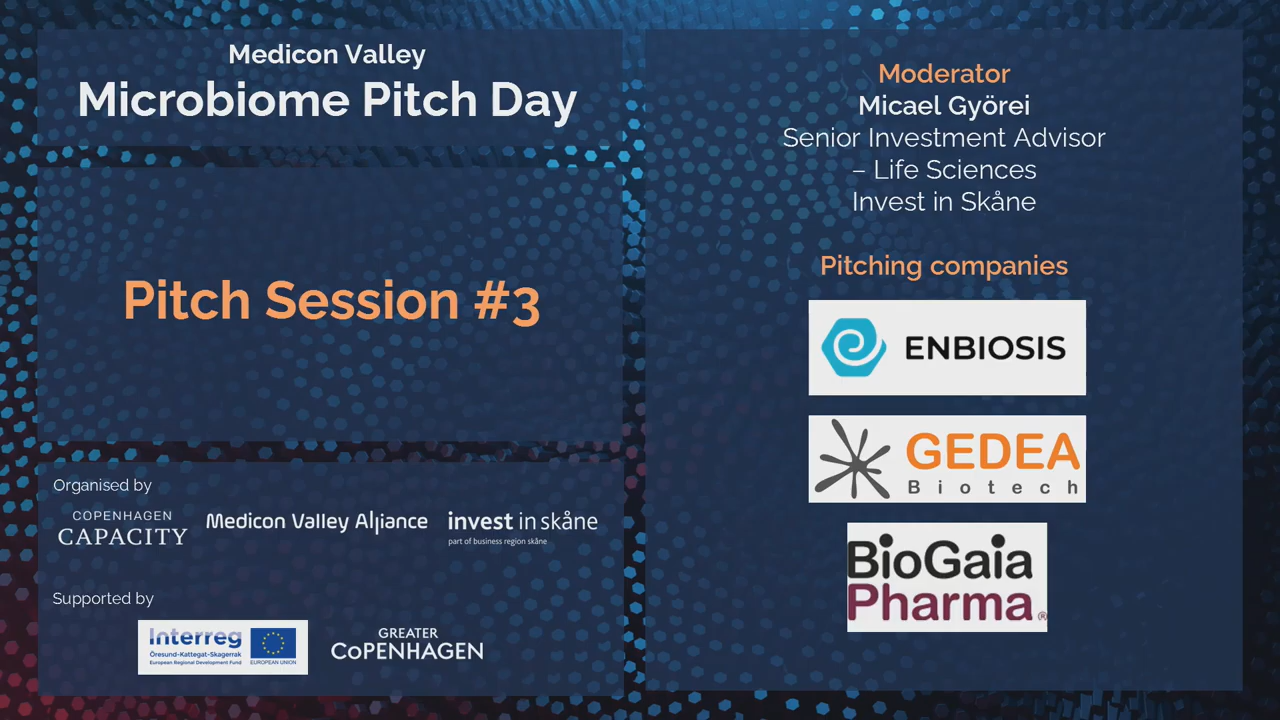 Medicon Valley
Microbiome Pitch Day
Pitch Session #3
Organised by
COPENHAGEN
CAPACITY
Medicon Valley Alliance
invest in skåne
part of business region skåne
Supported by
Interreg
Öresund-Kattegat-Skagerrak
European Regional Development Fund
EUROPEAN UNION
GREATER
COPENHAGEN
Moderator
Micael Györei
Senior Investment Advisor
– Life Sciences
Invest in Skåne
Pitching companies
ENBIOSIS
GEDEA
Biotech
BioGaia
Pharma®